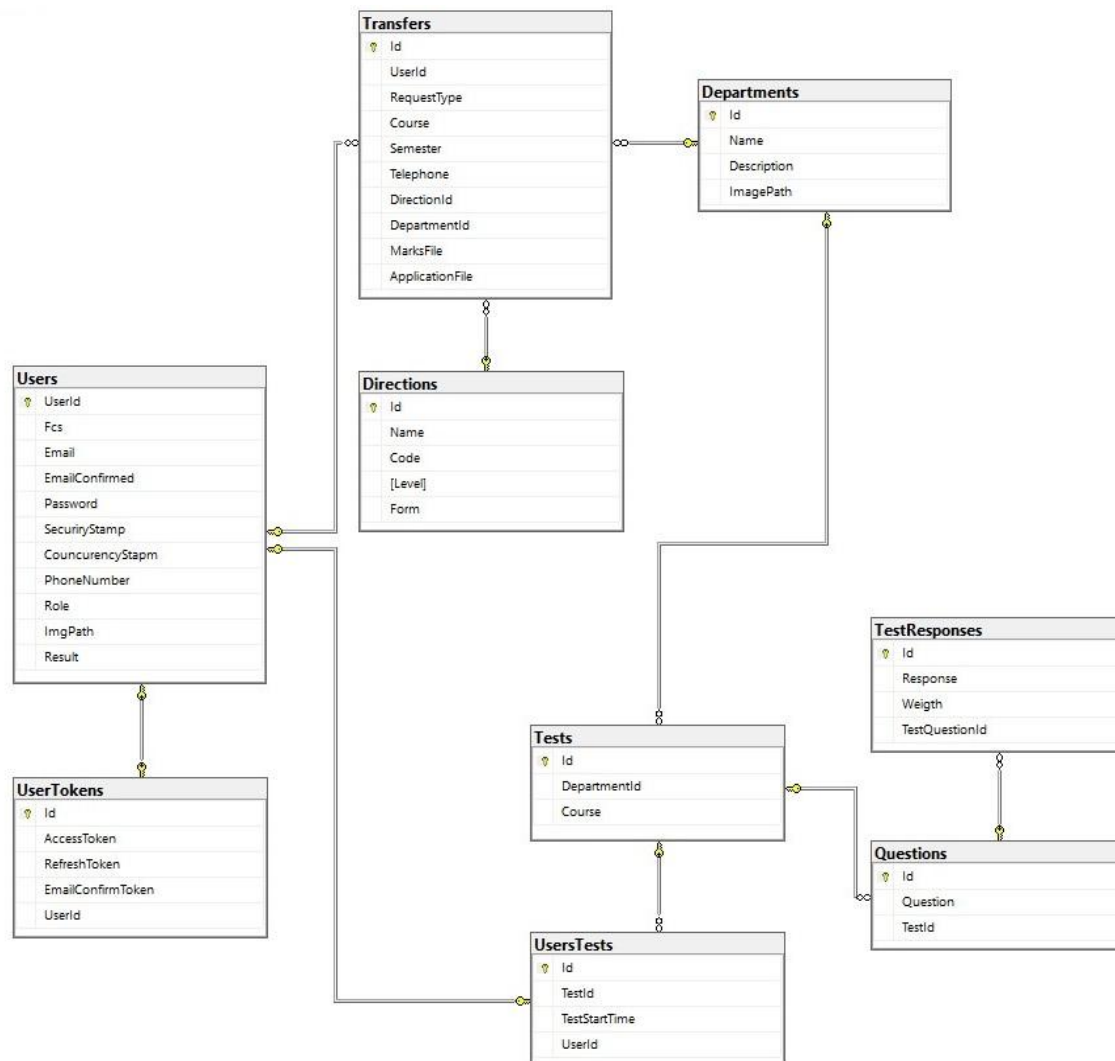 Transfers
Id
UserId
RequestType
Course
Semester
Telephone
DirectionId
DepartmentId
MarksFile
ApplicationFile
Departments
Id
Name
Description
ImagePath
Users
UserId
Fcs
Email
EmailConfirmed
Password
SecuriryStamp
CouncurencyStapm
PhoneNumber
Role
ImgPath
Result
Directions
Id
Name
Code
[Level]
Form
TestResponses
Id
Response
Weigth
TestQuestionId
Tests
Id
DepartmentId
Course
UserTokens
Id
AccessToken
RefreshToken
EmailConfirmToken
UserId
Questions
Id
Question
TestId
UsersTests
Id
TestId
TestStartTime
UserId